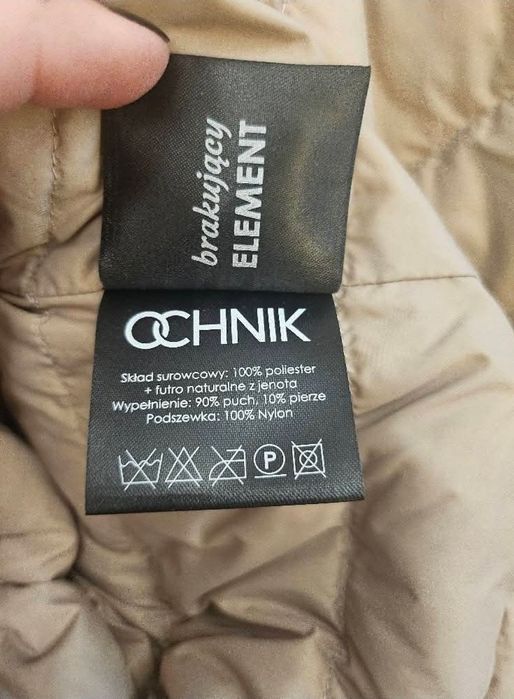 brakujący
ELEMENT
OCHNIK
Skład surowcowy: 100% poliester
+ futro naturalne z jenota
Wypełnienie: 90% puch, 10% pierze
Podszewka: 100% Nylon
P